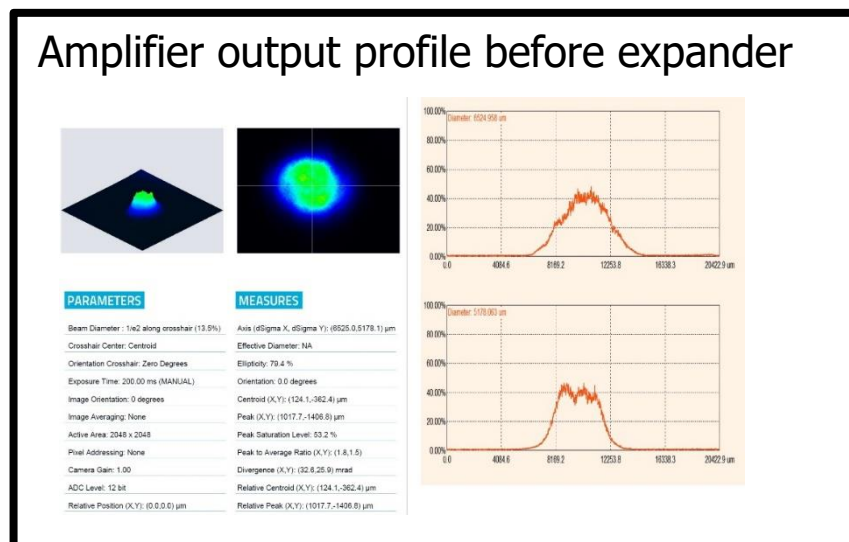 Amplifier output profile before expander
100.00%
Diameter: 6524.958 um
80.00%
60.00%
40.00%
20.00%
0.00%
0.0 4084.6 8169.2 12253.8 16338.3 20422.9 um
PARAMETERS
Beam Diameter : 1/e2 along crosshair (13.5%)
Crosshair Center: Centroid
Orientation Crosshair: Zero Degrees
Exposure Time: 200.00 ms (MANUAL)
Image Orientation: 0 degrees
Image Averaging: None
Active Area: 2048 x 2048
Pixel Addressing: None
Camera Gain: 1.00
ADC Level: 12 bit
Relative Position (X,Y): (0.0,0.0) µm
MEASURES
Axis (dSigma X, dSigma Y): (6525.0,5178.1) µm
Effective Diameter: NA
Ellipticity: 79.4 %
Orientation: 0.0 degrees
Centroid (X,Y): (124.1,-362.4) µm
Peak (X,Y): (1017.7,-1406.8) µm
Peak Saturation Level: 53.2 %
Peak to Average Ratio (X,Y): (1.8,1.5)
Divergence (X,Y): (32.6,25.9) mrad
Relative Centroid (X,Y): (124.1,-362.4) µm
Relative Peak (X,Y): (1017.7,-1406.8) µm
100.00%
Diameter: 5178.063 um
80.00%
60.00%
40.00%
20.00%
0.00%
0.0 4084.6 8169.2 12253.8 16338.3 20422.9 um